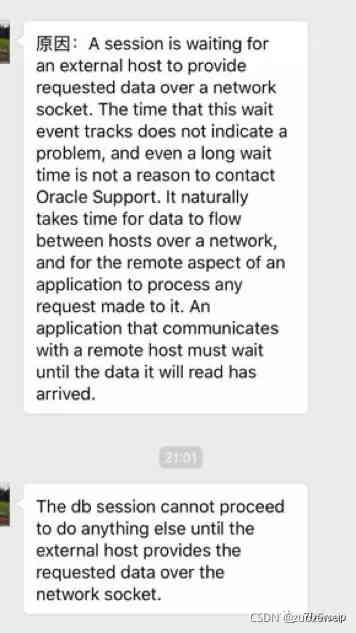 原因：A session is waiting for
an external host to provide
requested data over a network
socket. The time that this wait
event tracks does not indicate a
problem, and even a long wait
time is not a reason to contact
Oracle Support. It naturally
takes time for data to flow
between hosts over a network,
and for the remote aspect of an
application to process any
request made to it. An
application that communicates
with a remote host must wait
until the data it will read has
arrived.
21:01
The db session cannot proceed
to do anything else until the
external host provides the
requested data over the
network socket.
CSDN